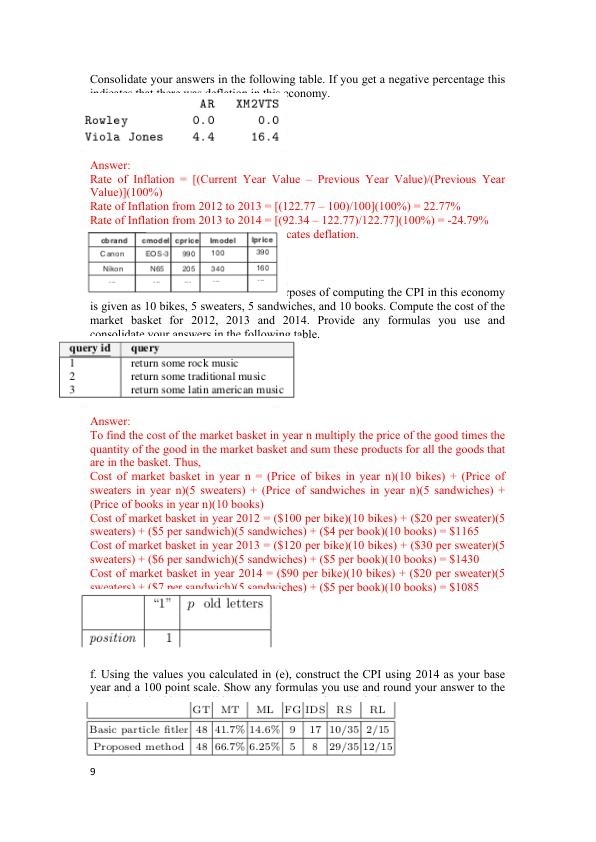 Consolidate your answers in the following table. If you get a negative percentage this
indicates that there was deflation in this economy.
AR XM2VTS
Rowley 0.0 0.0
Viola Jones 4.4 16.4
Answer:
Rate of Inflation = [(Current Year Value – Previous Year Value)/(Previous Year
Value)](100%)
Rate of Inflation from 2012 to 2013 = [(122.77 – 100)/100](100%) = 22.77%
Rate of Inflation from 2013 to 2014 = [(92.34 – 122.77)/122.77](100%) = -24.79%
cates deflation.
cbrand cmodel cprice lmodel lprice
Canon EOS-3 990 100 390
Nikon N65 205 340 160
... ... ... ... ...
rposes of computing the CPI in this economy
is given as 10 bikes, 5 sweaters, 5 sandwiches, and 10 books. Compute the cost of the
market basket for 2012, 2013 and 2014. Provide any formulas you use and
consolidate your answers in the following table.
query id query
1 return some rock music
2 return some traditional music
3 return some latin american music
Answer:
To find the cost of the market basket in year n multiply the price of the good times the
quantity of the good in the market basket and sum these products for all the goods that
are in the basket. Thus,
Cost of market basket in year n = (Price of bikes in year n)(10 bikes) + (Price of
sweaters in year n)(5 sweaters) + (Price of sandwiches in year n)(5 sandwiches) +
(Price of books in year n)(10 books)
Cost of market basket in year 2012 = ($100 per bike)(10 bikes) + ($20 per sweater)(5
sweaters) + ($5 per sandwich)(5 sandwiches) + ($4 per book)(10 books) = $1165
Cost of market basket in year 2013 = ($120 per bike)(10 bikes) + ($30 per sweater)(5
sweaters) + ($6 per sandwich)(5 sandwiches) + ($5 per book)(10 books) = $1430
Cost of market basket in year 2014 = ($90 per bike)(10 bikes) + ($20 per sweater)(5
sweaters) + ($7 per sandwich)(5 sandwiches) + ($5 per book)(10 books) = $1085
“1” p old letters
position 1
f. Using the values you calculated in (e), construct the CPI using 2014 as your base
year and a 100 point scale. Show any formulas you use and round your answer to the
GT MT ML FG IDS RS RL
Basic particle fitler 48 41.7% 14.6% 9 17 10/35 2/15
Proposed method 48 66.7% 6.25% 5 8 29/35 12/15
9